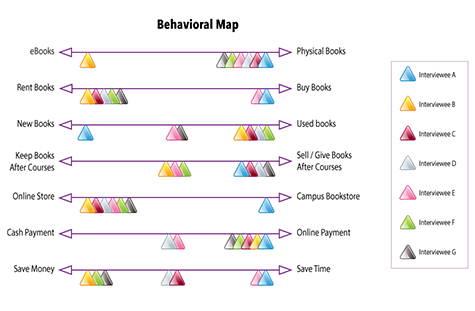 Behavioral Map
eBooks
Physical Books
Rent Books
Buy Books
New Books
Used books
Keep Books
After Courses
Sell / Give Books
After Courses
Online Store
Campus Bookstore
Cash Payment
Online Payment
Save Money
Save Time
Interviewee A
Interviewee B
Interviewee C
Interviewee D
Interviewee E
Interviewee F
Interviewee G